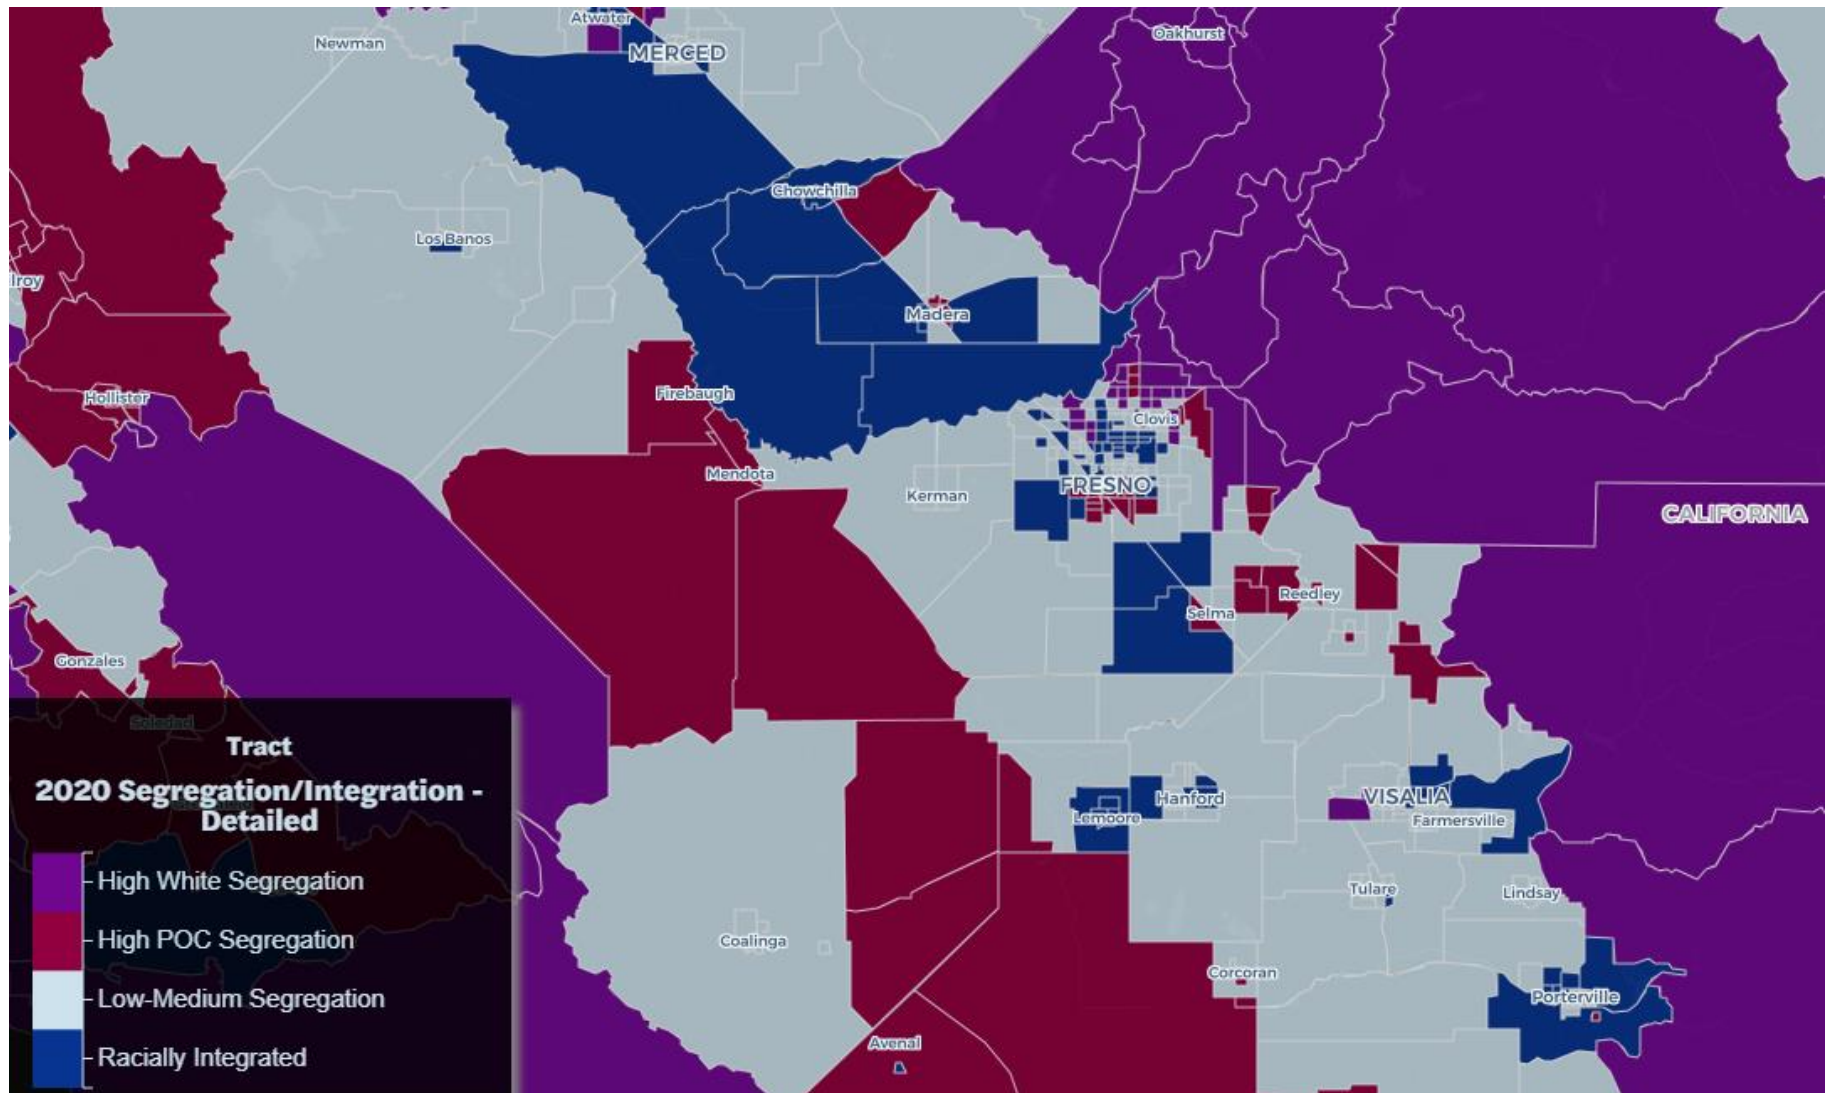 Atwater
Newman
MERCED
Oakhurst
Chowchilla
Los Banos
lroy
Madera
Firebaugh
Hollister
Clovis
Mendota
FRESNO
Kerman
CALIFORNIA
Reedley
Selma
Gonzales
Soledad
Tract
2020 Segregation/Integration -
Detailed
High White Segregation
High POC Segregation
Low-Medium Segregation
Racially Integrated
Hanford
VISALIA
Lemoore
Farmersville
Tulare
Lindsay
Coalinga
Corcoran
Porterville
Avenal